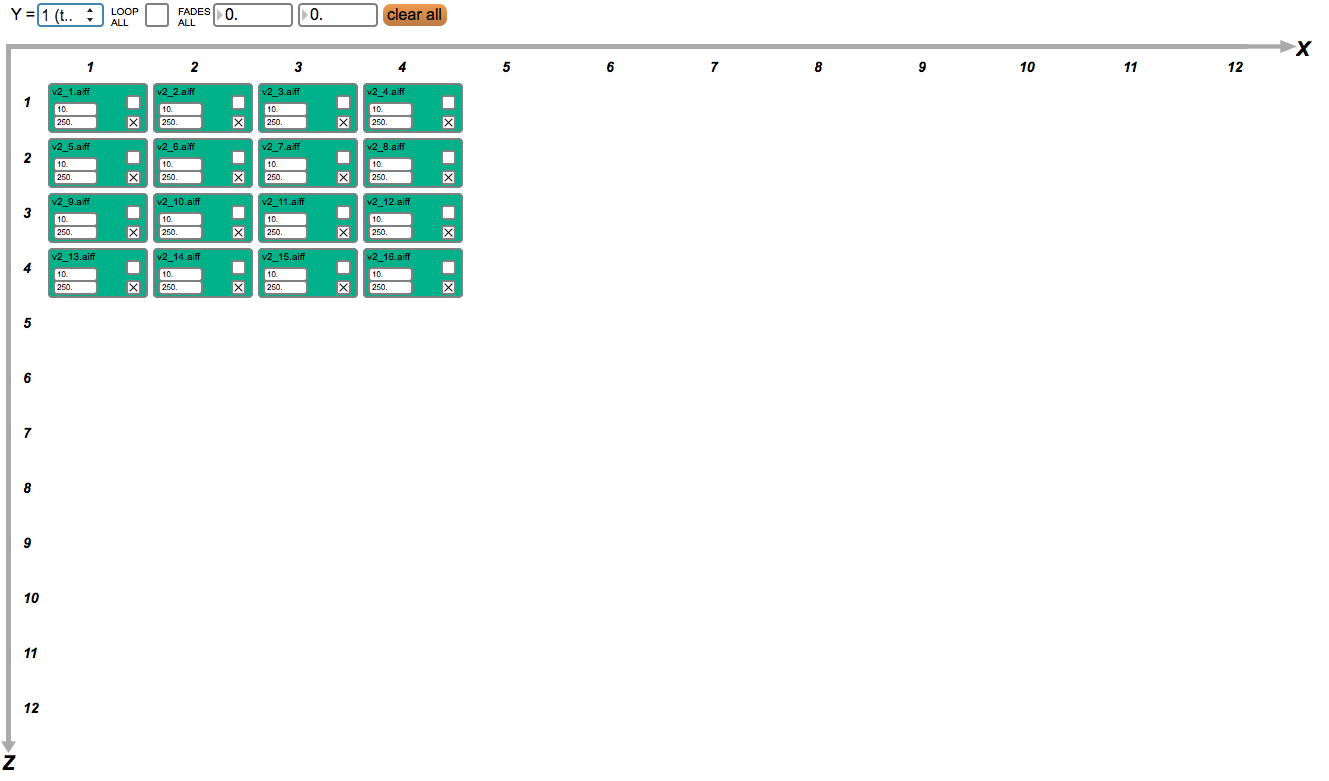 Y = 1 (t.. LOOP ALL FADES ALL 0. 0. clear all
X
1 2 3 4 5 6 7 8 9 10 11 12
1
v2_1.aiff v2_2.aiff v2_3.aiff v2_4.aiff
10. 10. 10. 10.
250. 250. 250. 250.
2
v2_5.aiff v2_6.aiff v2_7.aiff v2_8.aiff
10. 10. 10. 10.
250. 250. 250. 250.
3
v2_9.aiff v2_10.aiff v2_11.aiff v2_12.aiff
10. 10. 10. 10.
250. 250. 250. 250.
4
v2_13.aiff v2_14.aiff v2_15.aiff v2_16.aiff
10. 10. 10. 10.
250. 250. 250. 250.
5
6
7
8
9
10
11
12
Z